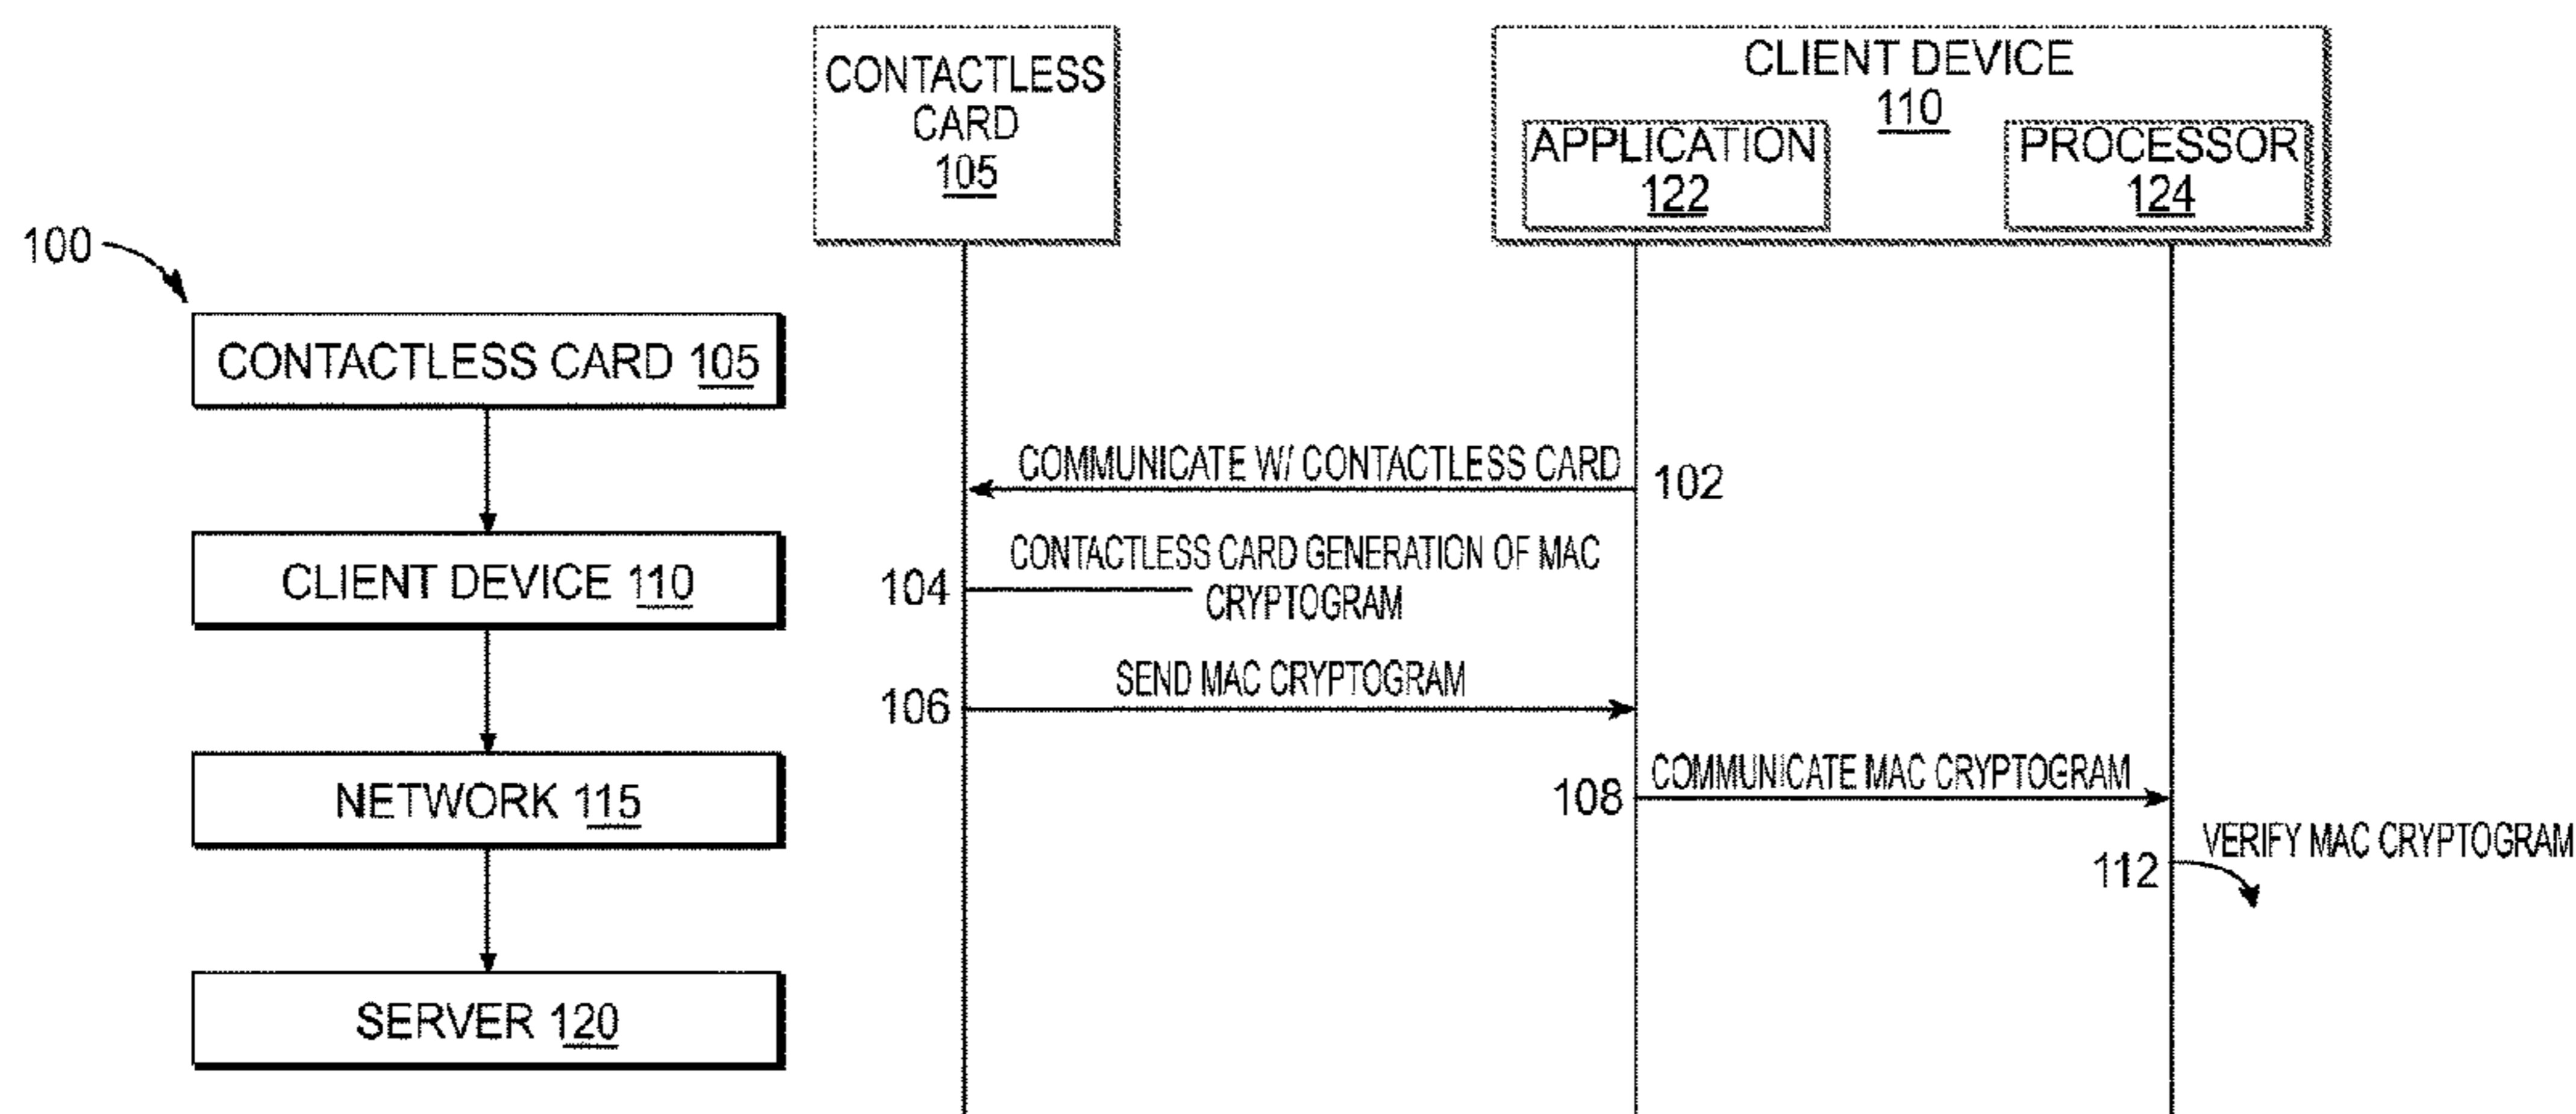 100
CONTACTLESS CARD 105
CLIENT DEVICE 110
NETWORK 115
SERVER 120
CONTACTLESS
CARD
105
CLIENT DEVICE
110
APPLICATION
122
PROCESSOR
124
COMMUNICATE W/ CONTACTLESS CARD
102
CONTACTLESS CARD GENERATION OF MAC
104
CRYPTOGRAM
SEND MAC CRYPTOGRAM
106
COMMUNICATE MAC CRYPTOGRAM
108
VERIFY MAC CRYPTOGRAM
112